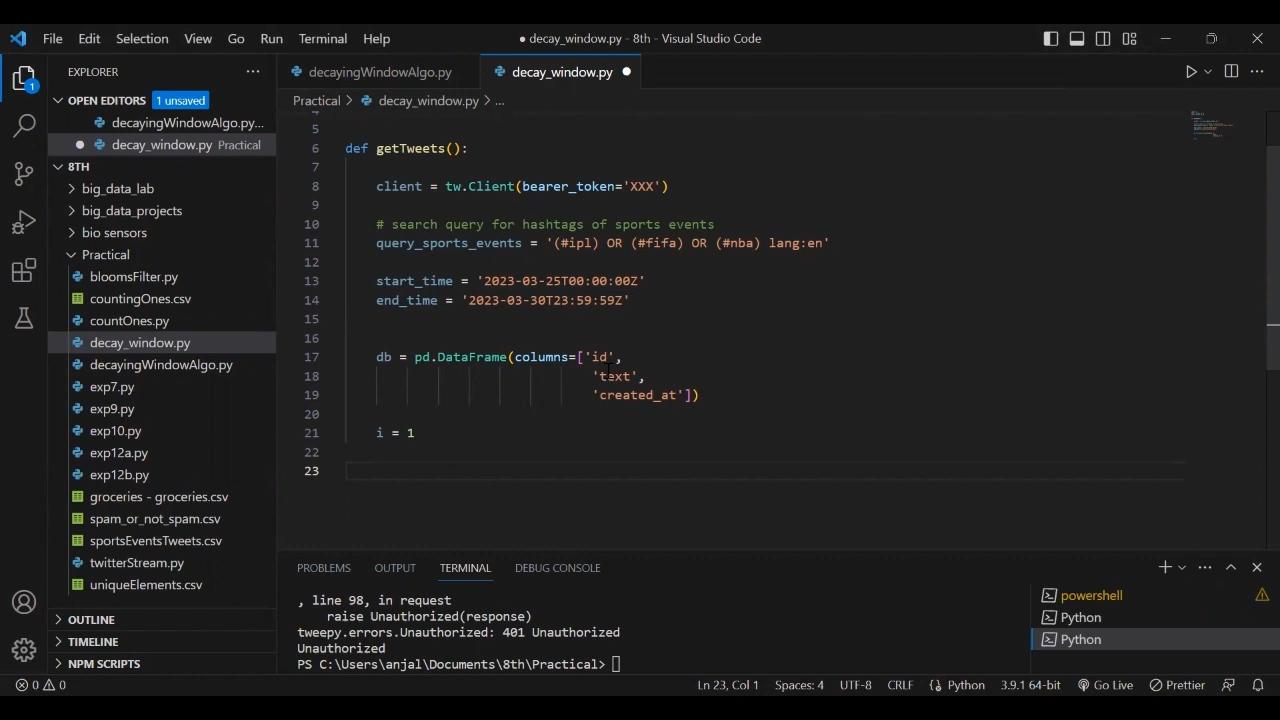 File Edit Selection View Go Run Terminal Help
● decay_window.py - 8th - Visual Studio Code
EXPLORER
decayingWindowAlgo.py
decay_window.py
OPEN EDITORS 1 unsaved
Practical > decay_window.py > ...
decayingWindowAlgo.py...
decay_window.py Practical
8TH
big_data_lab
big_data_projects
bio sensors
Practical
bloomsFilter.py
countingOnes.csv
countOnes.py
decay_window.py
decayingWindowAlgo.py
exp7.py
exp9.py
exp10.py
exp12a.py
exp12b.py
groceries - groceries.csv
spam_or_not_spam.csv
sportsEventsTweets.csv
twitterStream.py
uniqueElements.csv
OUTLINE
TIMELINE
NPM SCRIPTS
1
4
5
6 def getTweets():
7
8 client = tw.Client(bearer_token='XXX')
9
10 # search query for hashtags of sports events
11 query_sports_events = '(#ipl) OR (#fifa) OR (#nba) lang:en'
12
13 start_time = '2023-03-25T00:00:00Z'
14 end_time = '2023-03-30T23:59:59Z'
15
16
17 db = pd.DataFrame(columns=['id',
18 'text',
19 'created_at'])
20
21 i = 1
22
23
PROBLEMS OUTPUT TERMINAL DEBUG CONSOLE
, line 98, in request
raise Unauthorized(response)
tweepy.errors.Unauthorized: 401 Unauthorized
Unauthorized
PS C:\Users\anjal\Documents\8th\Practical>
powershell
Python
Python
0 0
Ln 23, Col 1 Spaces: 4 UTF-8 CRLF Python 3.9.1 64-bit Go Live Prettier